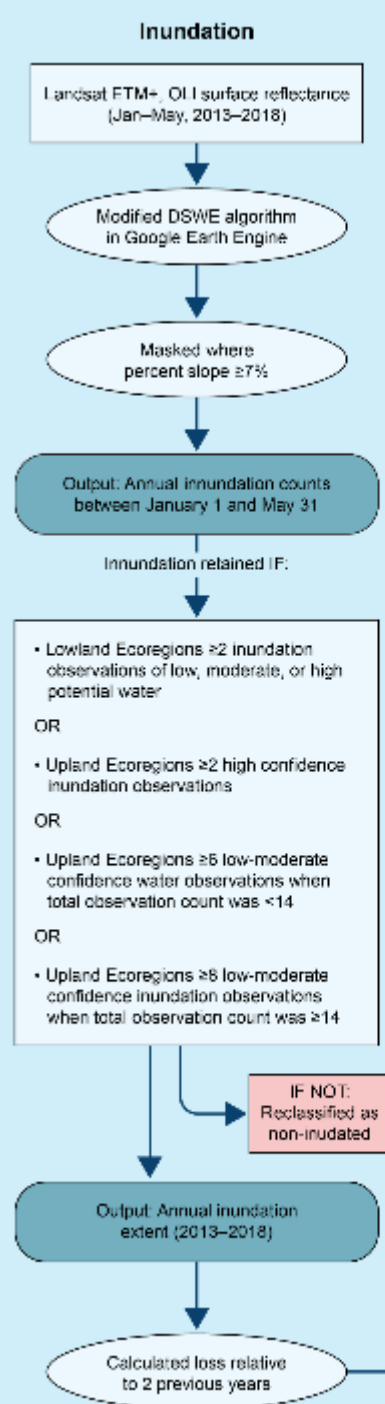 Inundation
Landsat ETM+, OLI surface reflectance
(Jan–May, 2013–2018)
Modified DSWE algorithm
in Google Earth Engine
Masked where
percent slope ≥7%
Output: Annual innundation counts
between January 1 and May 31
Innundation retained IF:
• Lowland Ecoregions ≥2 inundation
observations of low, moderate, or high
potential water
OR
• Upland Ecoregions ≥2 high confidence
inundation observations
OR
• Upland Ecoregions ≥6 low-moderate
confidence water observations when
total observation count was <14
OR
• Upland Ecoregions ≥8 low-moderate
confidence inundation observations
when total observation count was ≥14
IF NOT:
Reclassified as
non-inudated
Output: Annual inundation
extent (2013–2018)
Calculated loss relative
to 2 previous years